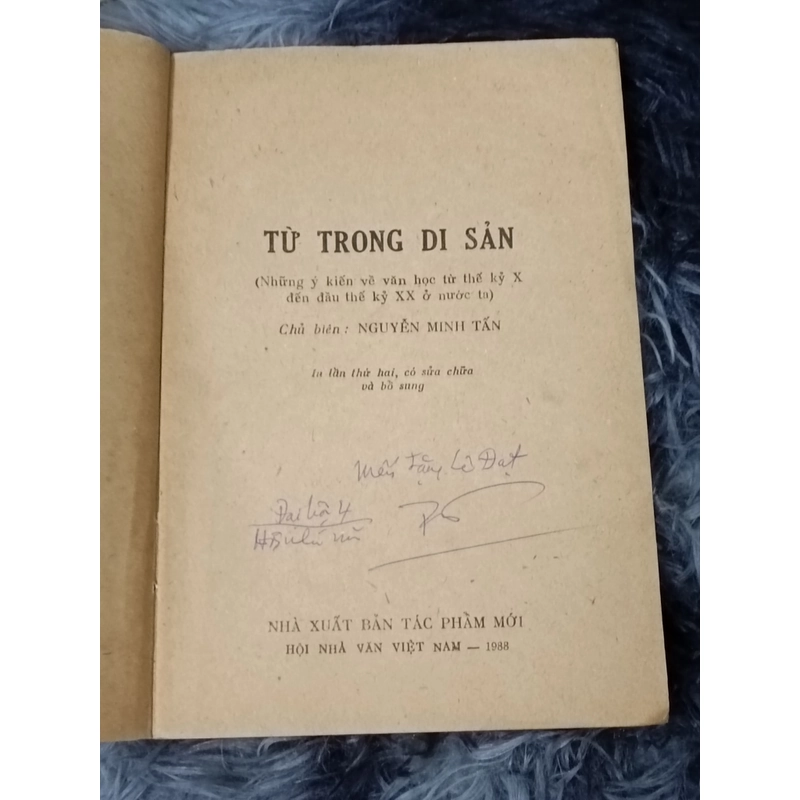 TỪ TRONG DI SẢN
(Những ý kiến về văn học từ thế kỷ X
đến đầu thế kỷ XX ở nước ta)
Chủ biên: NGUYỄN MINH TẤN
In lần thứ hai, có sửa chữa
và bổ sung
Mến tặng Lê Đạt
Đại hội 4
NHÀ XUẤT BẢN TÁC PHẨM MỚI
HỘI NHÀ VĂN VIỆT NAM — 1988